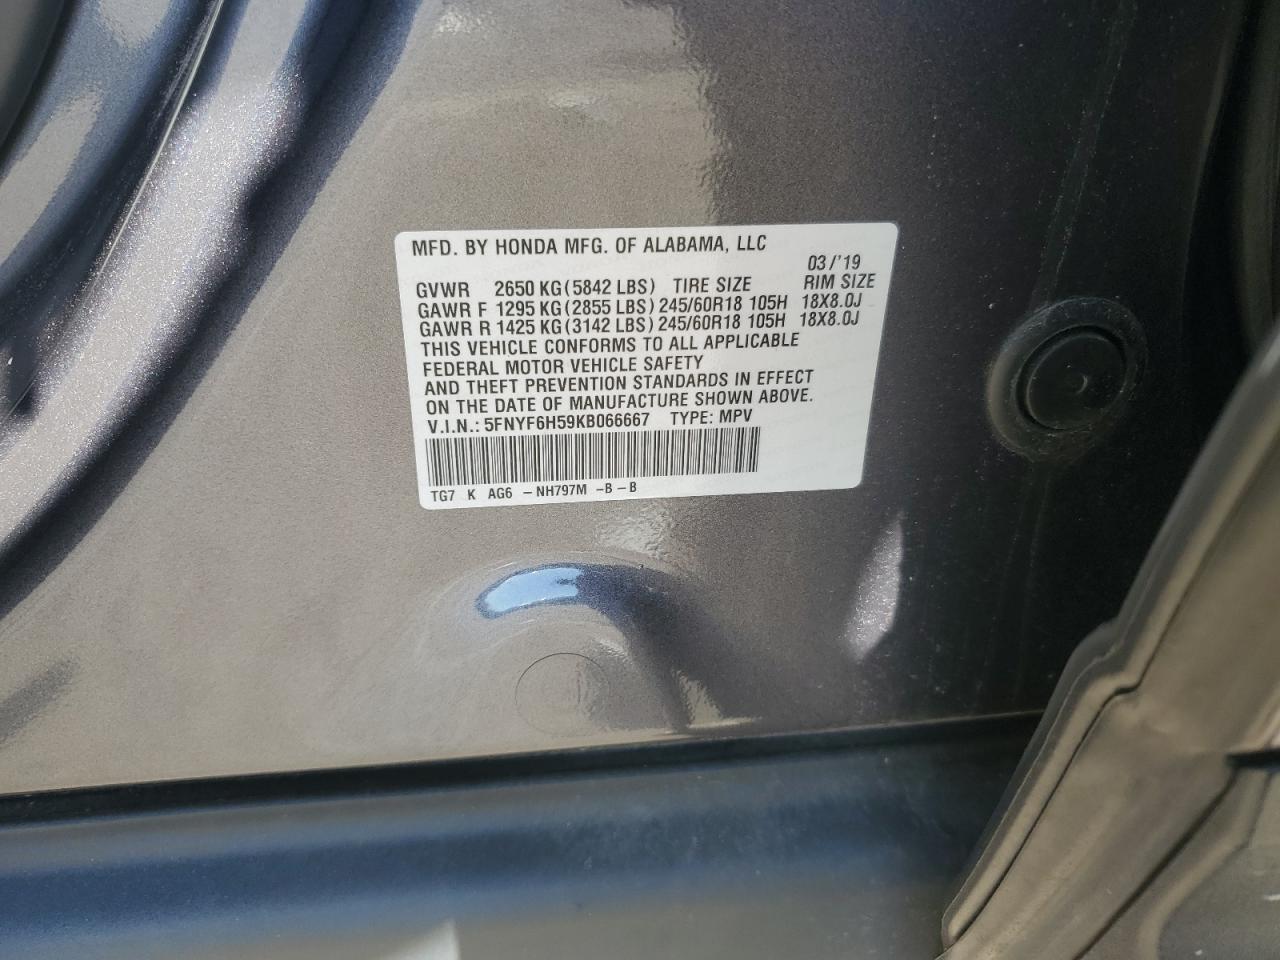 MFD. BY HONDA MFG. OF ALABAMA, LLC
03/'19
GVWR 2650 KG(5842 LBS) TIRE SIZE RIM SIZE
GAWR F 1295 KG(2855 LBS) 245/60R18 105H 18X8.0J
GAWR R 1425 KG(3142 LBS) 245/60R18 105H 18X8.0J
THIS VEHICLE CONFORMS TO ALL APPLICABLE
FEDERAL MOTOR VEHICLE SAFETY
AND THEFT PREVENTION STANDARDS IN EFFECT
ON THE DATE OF MANUFACTURE SHOWN ABOVE.
V.I.N.: 5FNYF6H59KB066667 TYPE: MPV
TG7 K AG6 -NH797M -B-B